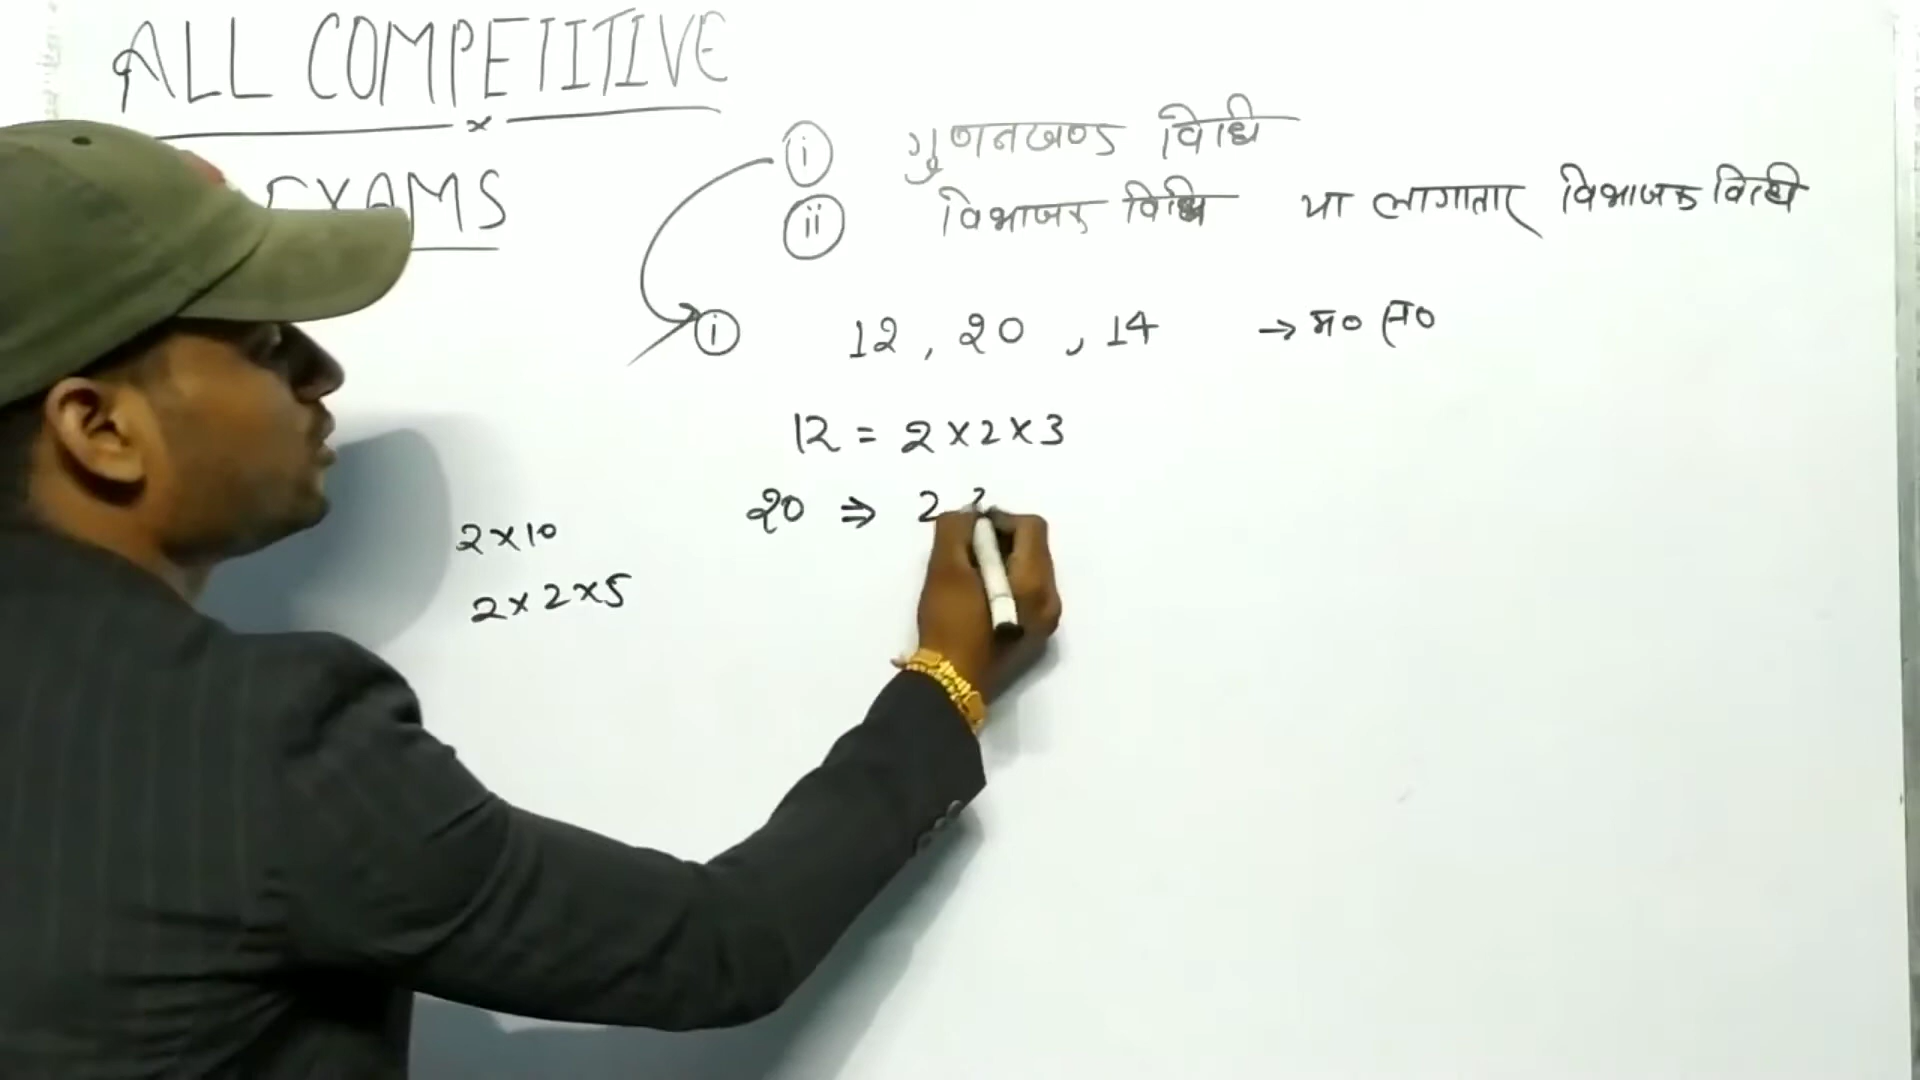 ALL COMPETITIVE
EXAMS
i गुणनखण्ड विधि
ii विभाजक विधि या लागातार विभाजक विधि
i 12, 20, 14 → म० स०
12 = 2 × 2 × 3
20 ⇒ 2
2 × 10
2 × 2 × 5